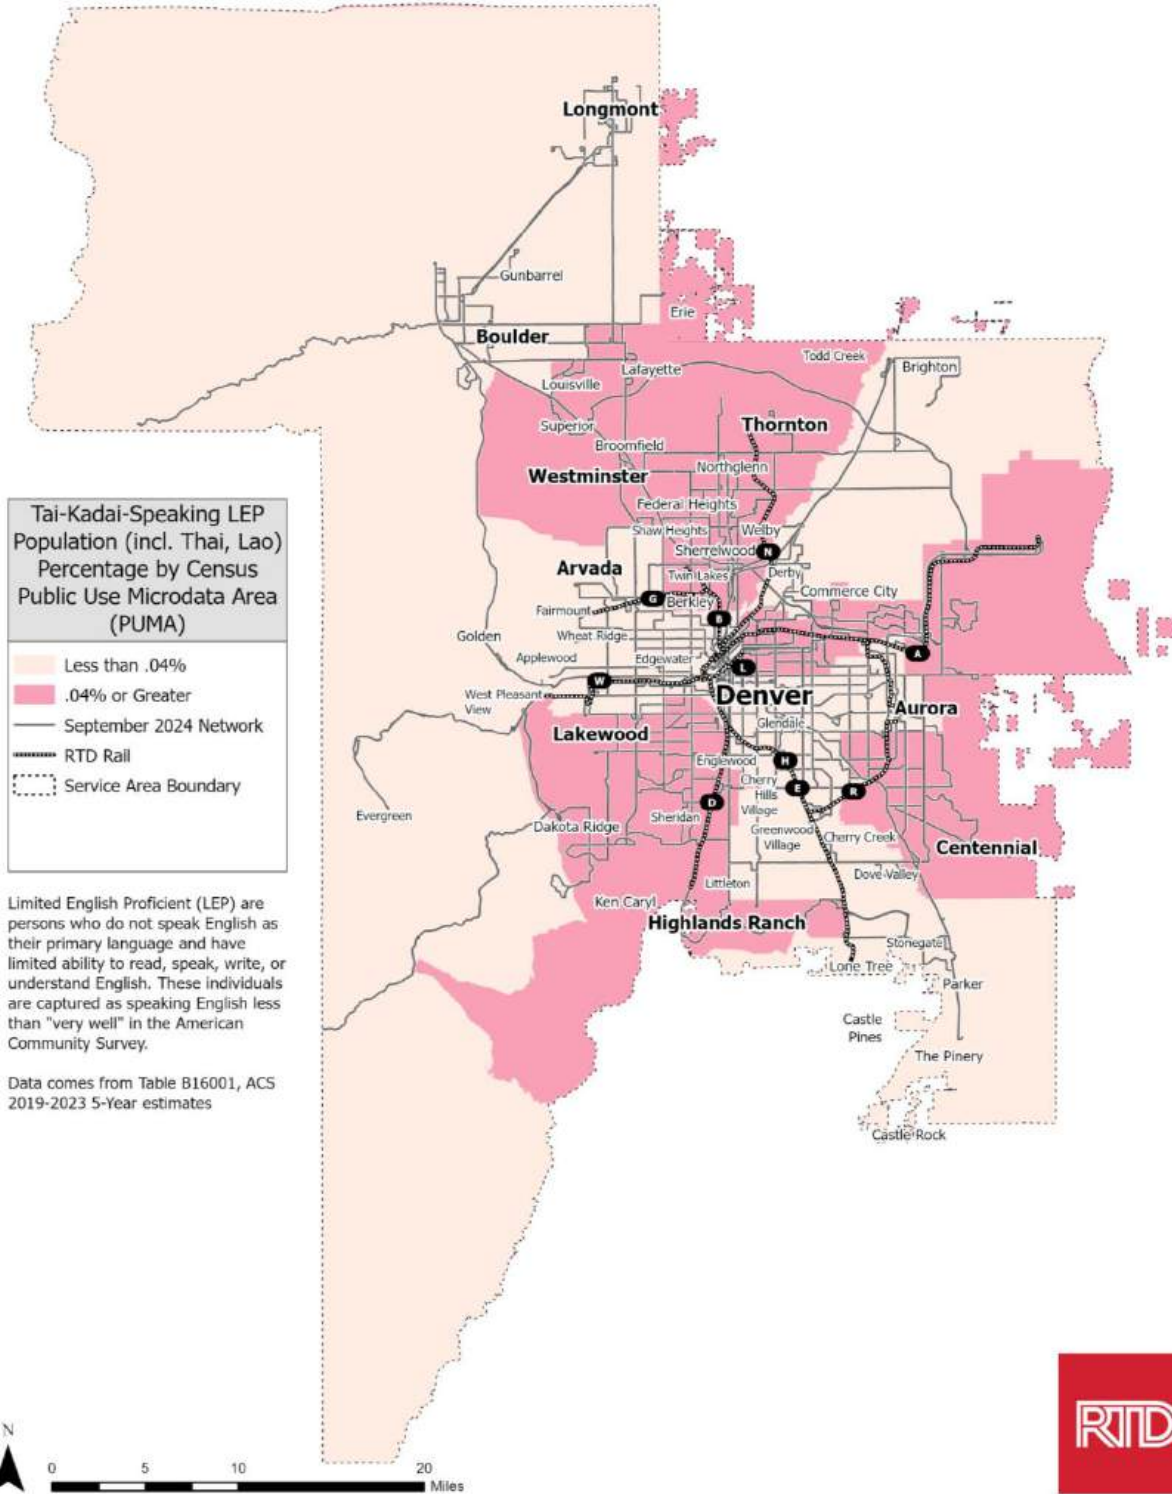 Longmont
Gunbarrel
Erie
Boulder
Todd Creek
Brighton
Lafayette
Louisville
Superior
Thornton
Broomfield
Northglenn
Westminster
Federal Heights
Shaw Heights
Welby
Sherrelwood
N
Arvada
Twin Lakes
Derby
Commerce City
G
Berkley
Fairmount
B
Golden
Wheat Ridge
Applewood
Edgewater
A
L
W
West Pleasant
View
Denver
Aurora
Glendale
Lakewood
Englewood
H
Cherry
Hills
Village
E
R
D
Sheridan
Evergreen
Dakota Ridge
Greenwood
Village
Cherry Creek
Centennial
Dove Valley
Littleton
Ken Caryl
Highlands Ranch
Stonegate
Lone Tree
Parker
Castle
Pines
The Pinery
Castle Rock
Tai-Kadai-Speaking LEP
Population (incl. Thai, Lao)
Percentage by Census
Public Use Microdata Area
(PUMA)
Less than .04%
.04% or Greater
September 2024 Network
RTD Rail
Service Area Boundary
Limited English Proficient (LEP) are
persons who do not speak English as
their primary language and have
limited ability to read, speak, write, or
understand English. These individuals
are captured as speaking English less
than "very well" in the American
Community Survey.
Data comes from Table B16001, ACS
2019-2023 5-Year estimates
N
0 5 10 20
Miles
RTD